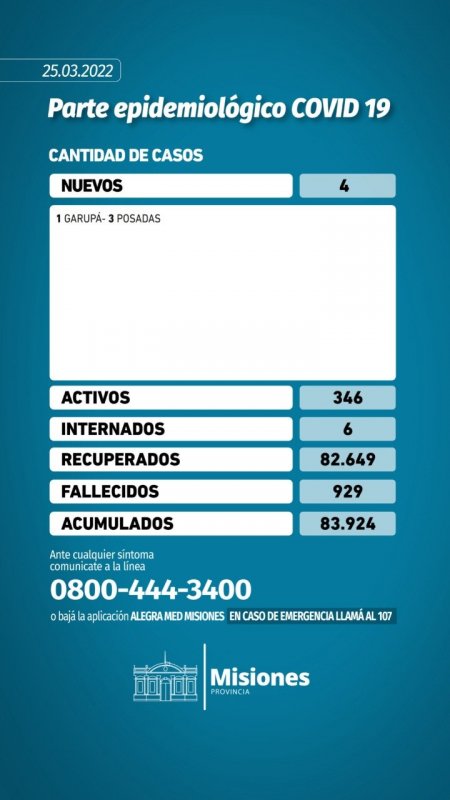 25.03.2022
Parte epidemiológico COVID 19
CANTIDAD DE CASOS
NUEVOS 4
1 GARUPÁ- 3 POSADAS
ACTIVOS 346
INTERNADOS 6
RECUPERADOS 82.649
FALLECIDOS 929
ACUMULADOS 83.924
Ante cualquier síntoma
comunicate a la línea
0800-444-3400
o bajá la aplicación ALEGRA MED MISIONES EN CASO DE EMERGENCIA LLAMÁ AL 107
Misiones
PROVINCIA